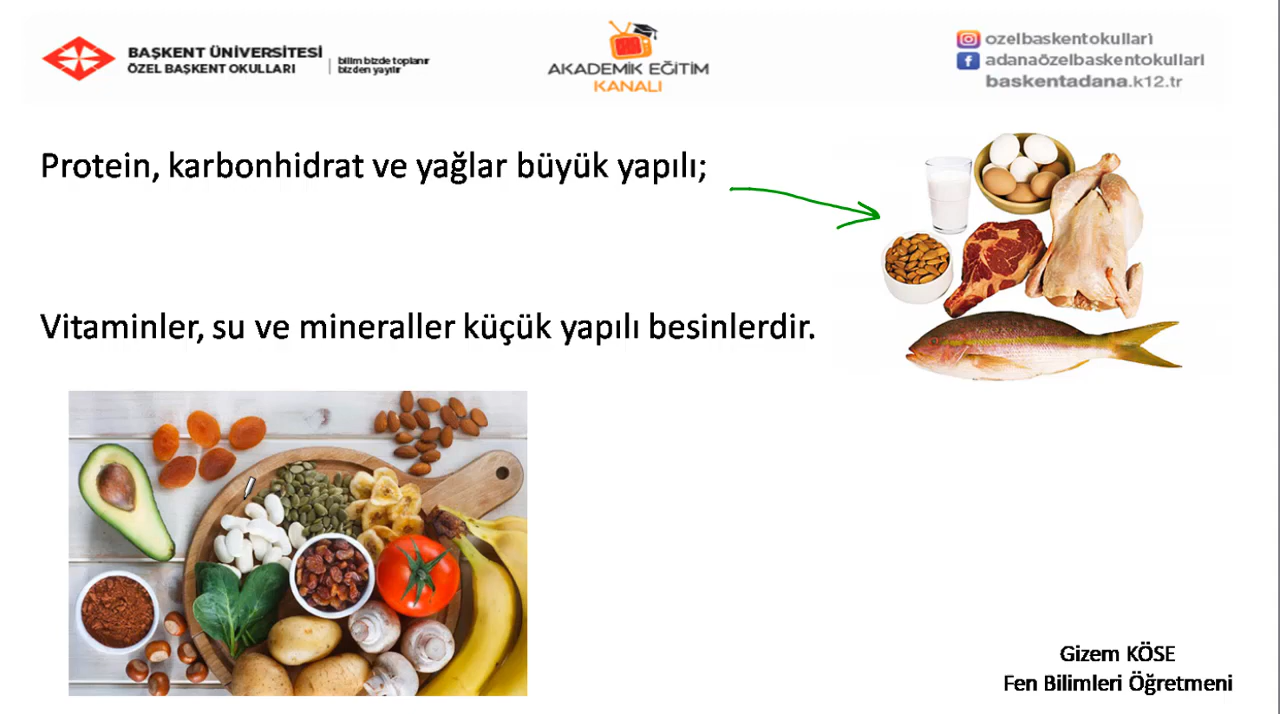 BAŞKENT ÜNİVERSİTESİ
ÖZEL BAŞKENT OKULLARI
bilim bizde toplanır
bizden yayılır
AKADEMİK EĞİTİM
KANALI
ozelbaskentokullari
adanaözelbaskentokullari
baskentadana.k12.tr
Protein, karbonhidrat ve yağlar büyük yapılı;
Vitaminler, su ve mineraller küçük yapılı besinlerdir.
Gizem KÖSE
Fen Bilimleri Öğretmeni